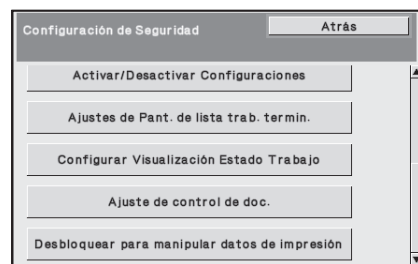 Configuración de Seguridad
Atrás
Activar/Desactivar Configuraciones
Ajustes de Pant. de lista trab. termin.
Configurar Visualización Estado Trabajo
Ajuste de control de doc.
Desbloquear para manipular datos de impresión